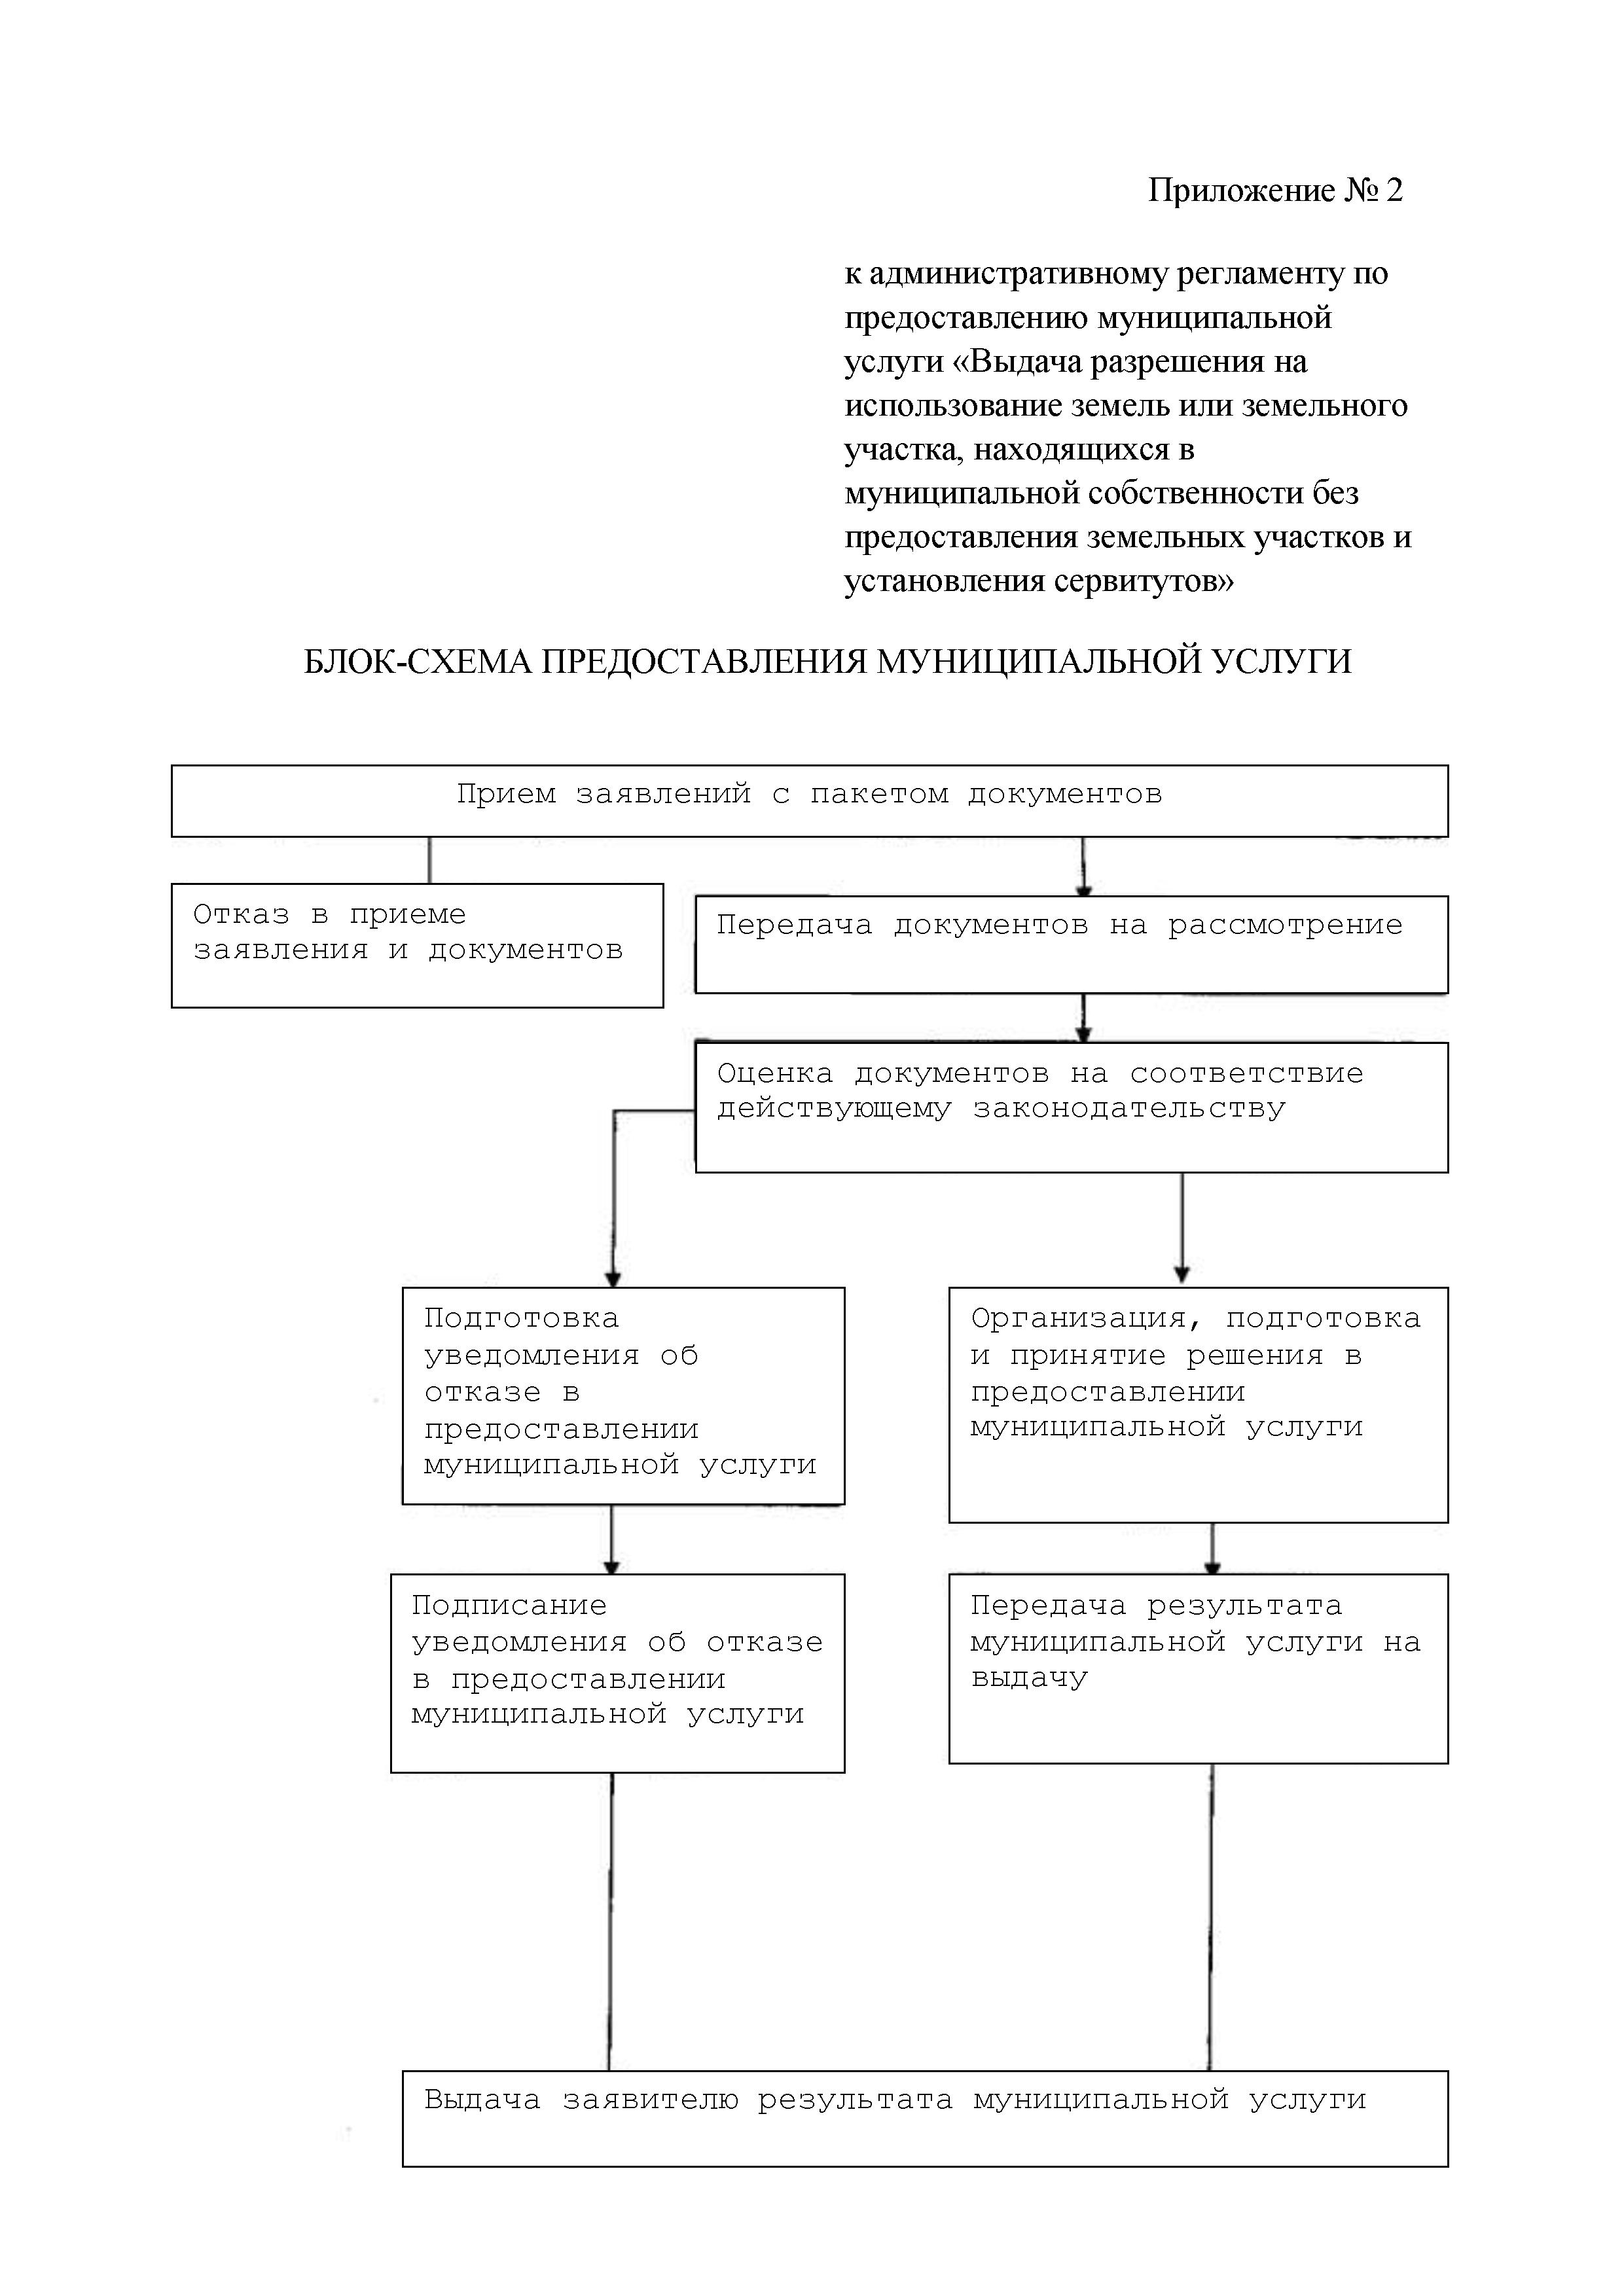 Приложение № 2
к административному регламенту по
предоставлению муниципальной
услуги «Выдача разрешения на
использование земель или земельного
участка, находящихся в
муниципальной собственности без
предоставления земельных участков и
установления сервитутов»
БЛОК-СХЕМА ПРЕДОСТАВЛЕНИЯ МУНИЦИПАЛЬНОЙ УСЛУГИ
Прием заявлений с пакетом документов
Отказ в приеме
заявления и документов
Передача документов на рассмотрение
Оценка документов на соответствие
действующему законодательству
Подготовка
уведомления об
отказе в
предоставлении
муниципальной услуги
Организация, подготовка
и принятие решения в
предоставлении
муниципальной услуги
Подписание
уведомления об отказе
в предоставлении
муниципальной услуги
Передача результата
муниципальной услуги на
выдачу
Выдача заявителю результата муниципальной услуги